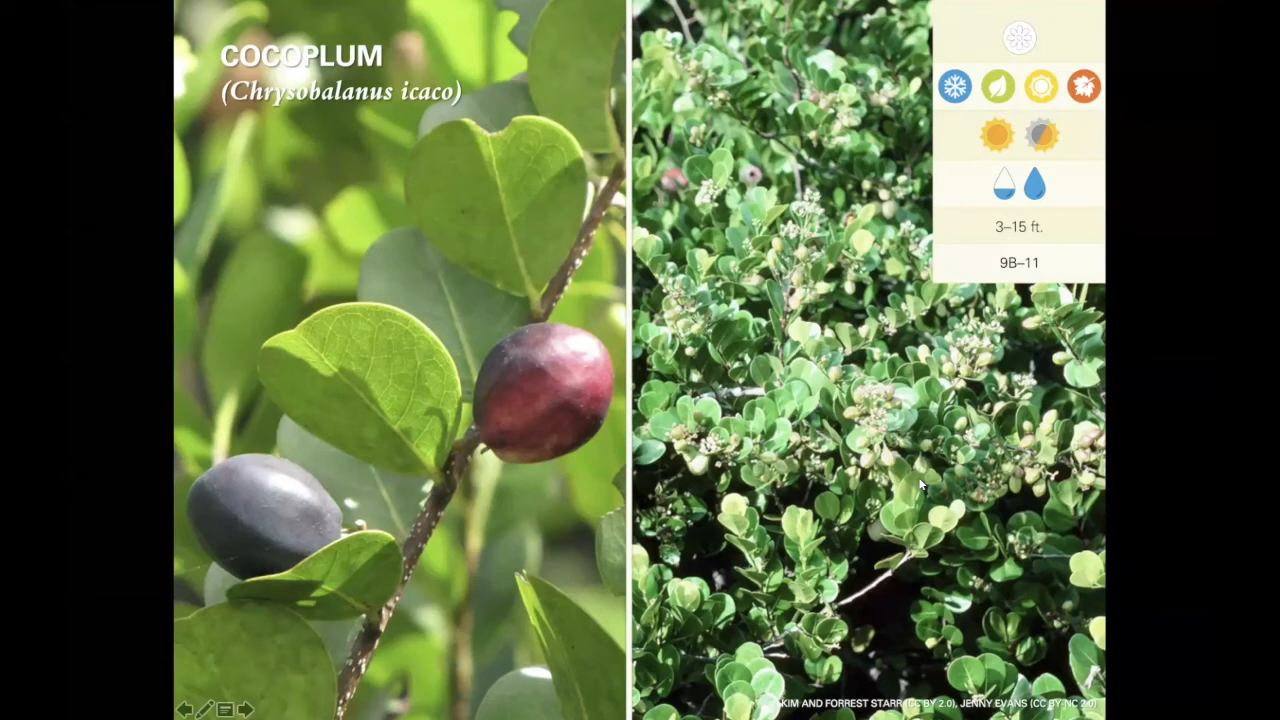 COCOPLUM
(Chrysobalanus icaco)
3–15 ft.
9B–11
KIM AND FORREST STARR (CC BY 2.0), JENNY EVANS (CC BY-NC 2.0)